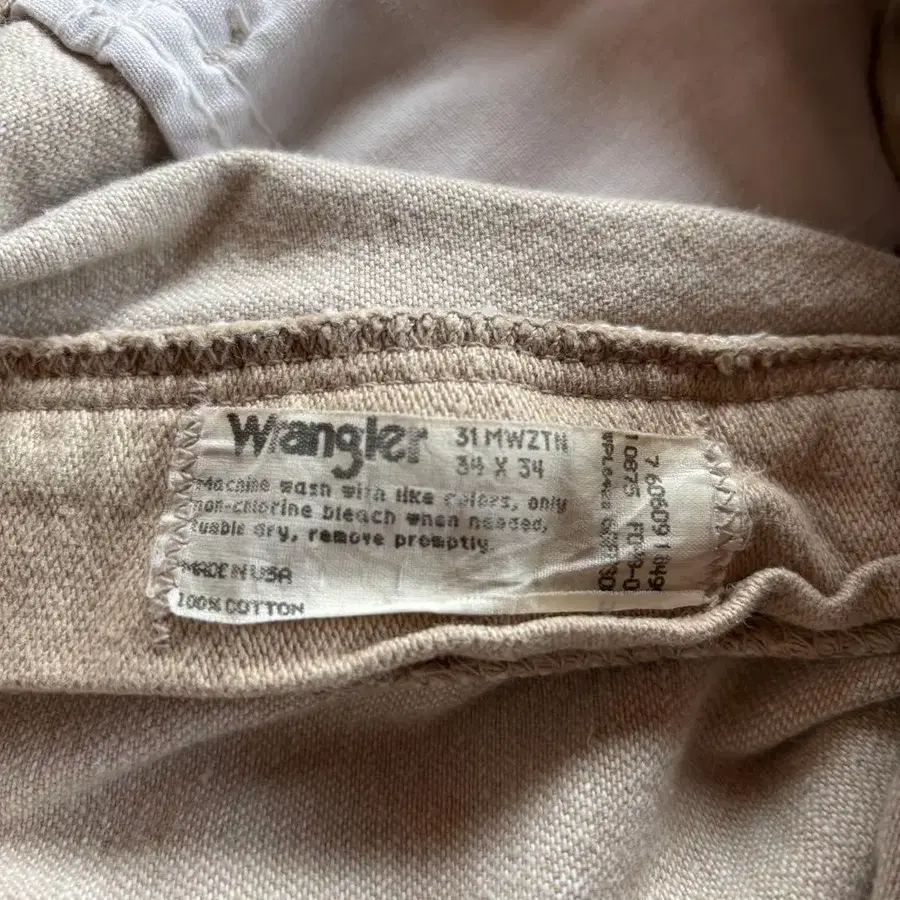 Wrangler
31MWZTN
34 X 34
Machine wash with like colors, only
non-chlorine bleach when needed,
tumble dry, remove promptly.
MADE IN USA
100% COTTON
10875